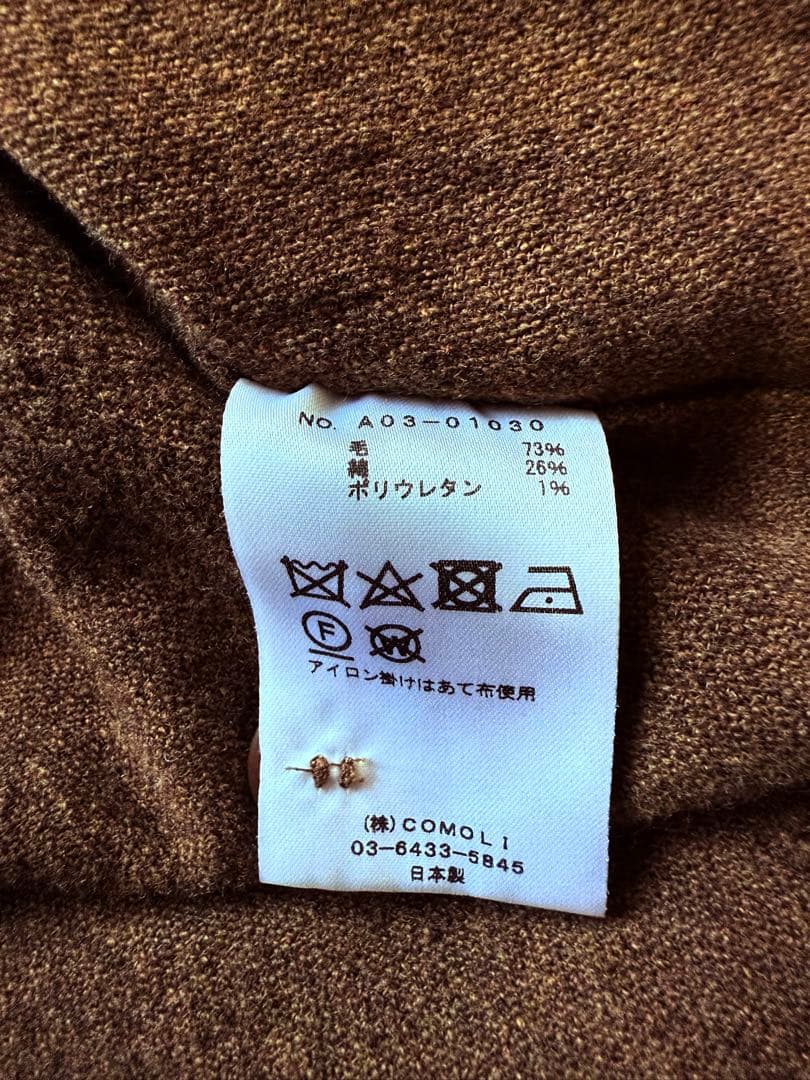 No. A03-01030
毛 73%
綿 26%
ポリウレタン 1%
F
W
アイロン掛けはあて布使用
(株)COMOLI
03-6433-5845
日本製